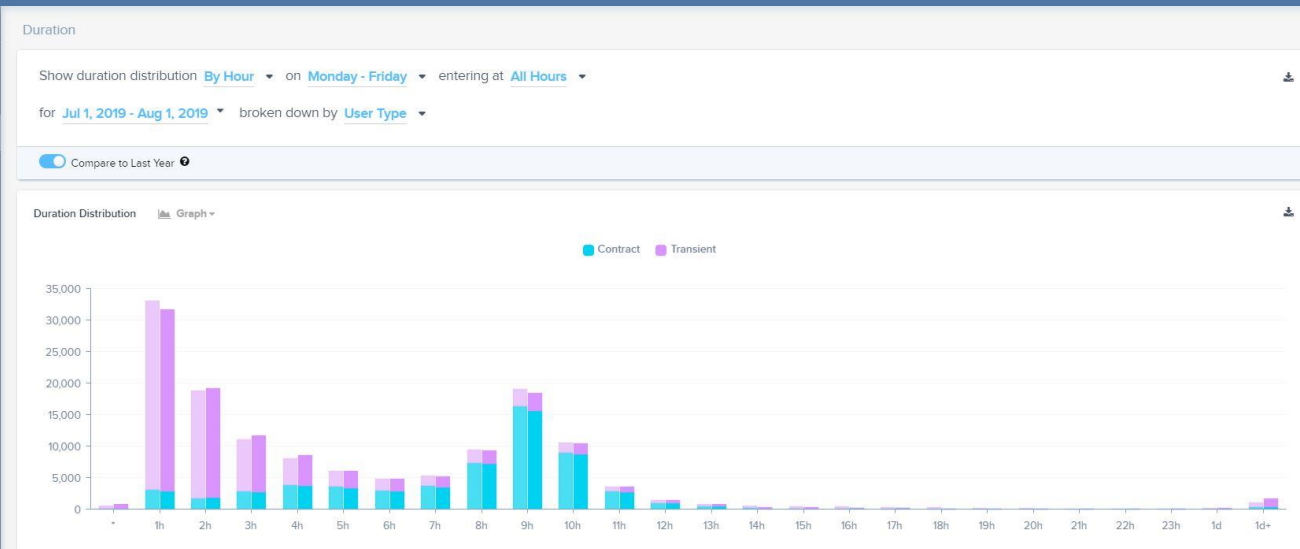 Duration
Show duration distribution By Hour on Monday - Friday entering at All Hours
for Jul 1, 2019 - Aug 1, 2019 broken down by User Type
Compare to Last Year ?
Duration Distribution Graph
Contract Transient
35,000
30,000
25,000
20,000
15,000
10,000
5,000
0
* 1h 2h 3h 4h 5h 6h 7h 8h 9h 10h 11h 12h 13h 14h 15h 16h 17h 18h 19h 20h 21h 22h 23h 1d 1d+